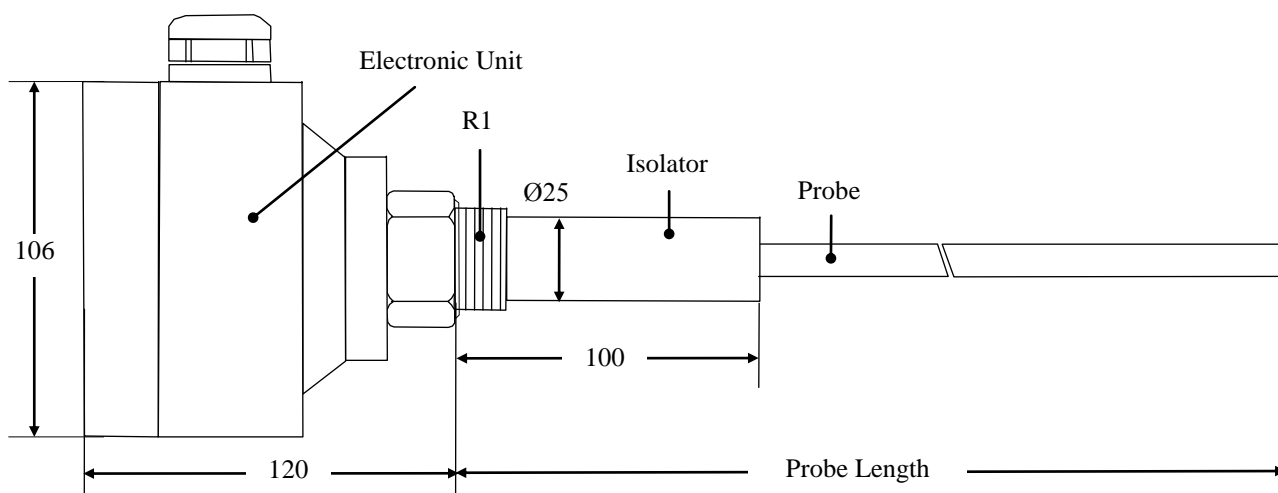 Electronic Unit
R1
Isolator
Ø25
Probe
106
100
120
Probe Length